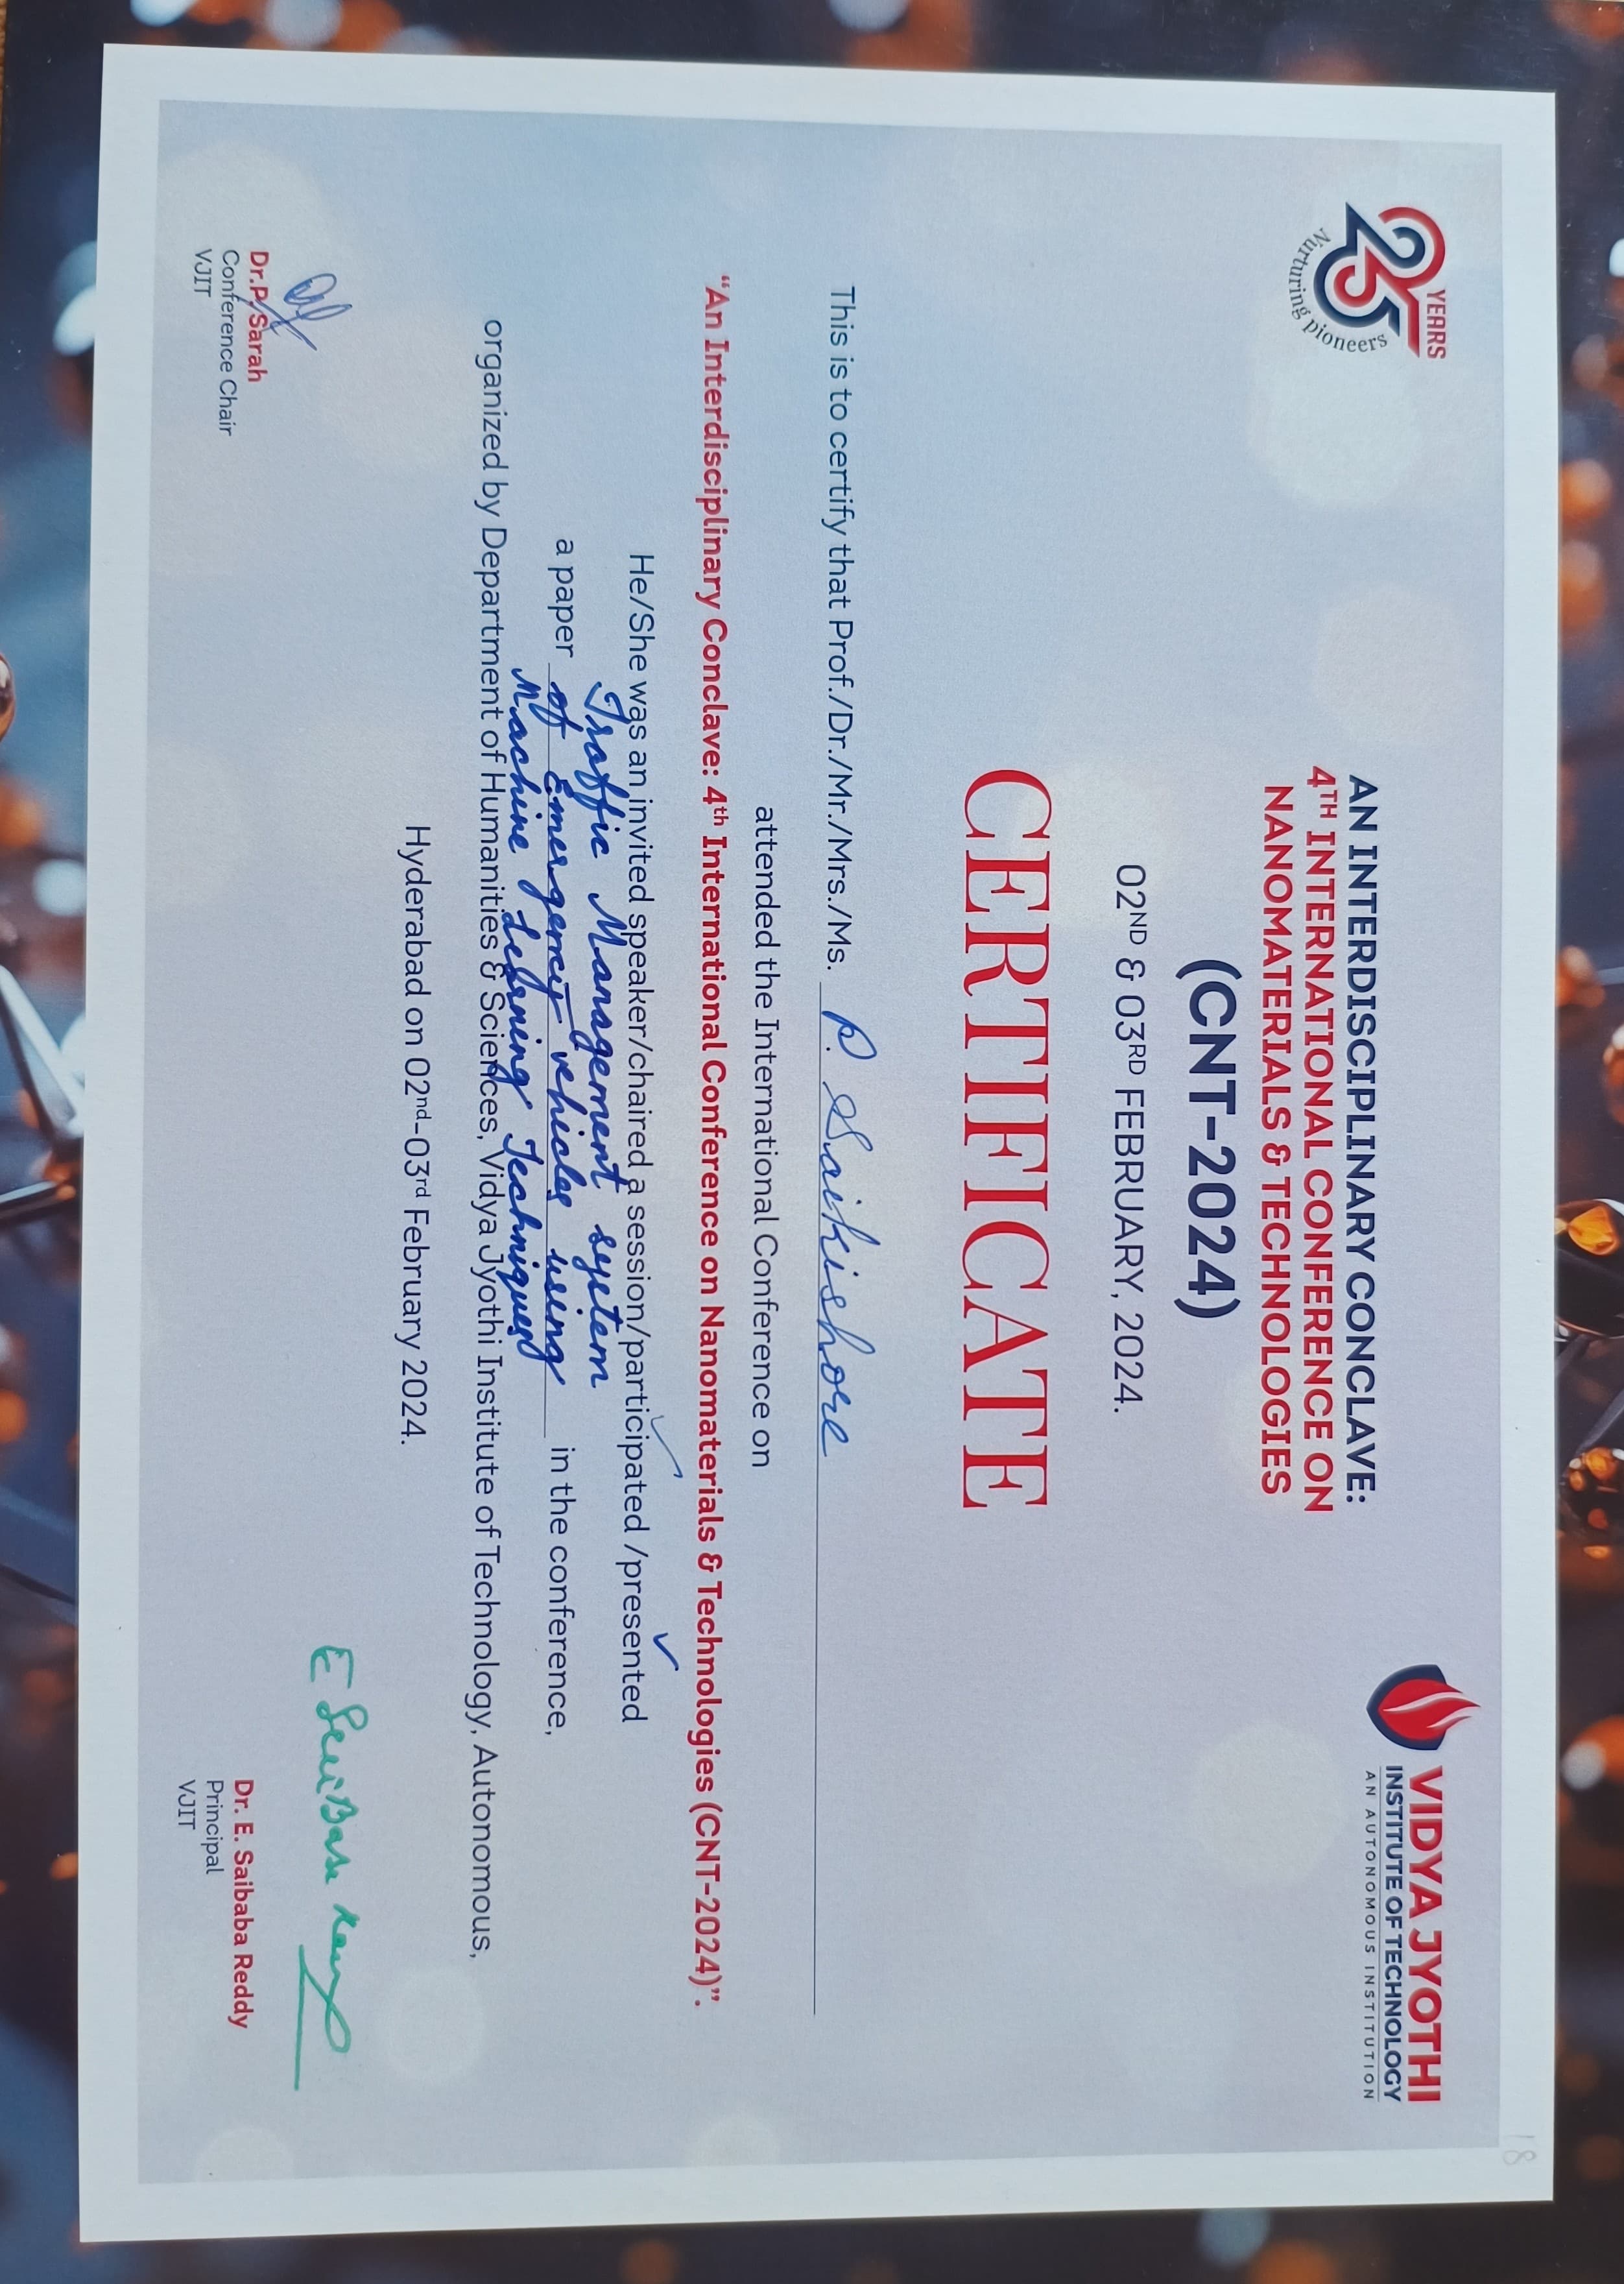 25 YEARS
Nurturing pioneers
VIDYA JYOTHI
INSTITUTE OF TECHNOLOGY
AN AUTONOMOUS INSTITUTION
AN INTERDISCIPLINARY CONCLAVE:
4TH INTERNATIONAL CONFERENCE ON
NANOMATERIALS & TECHNOLOGIES
(CNT-2024)
02ND & 03RD FEBRUARY, 2024.
CERTIFICATE
This is to certify that Prof./Dr./Mr./Mrs./Ms. P. Saikishore
attended the International Conference on
“An Interdisciplinary Conclave: 4th International Conference on Nanomaterials & Technologies (CNT-2024)”.
He/She was an invited speaker/chaired a session/participated /presented
Traffic Management system
a paper of Emergency vehicles using in the conference,
Machine Learning Techniques
organized by Department of Humanities & Sciences, Vidya Jyothi Institute of Technology, Autonomous,
Hyderabad on 02nd-03rd February 2024.
Dr.P. Sarah
Conference Chair
VJIT
Dr. E. Saibaba Reddy
Principal
VJIT
18